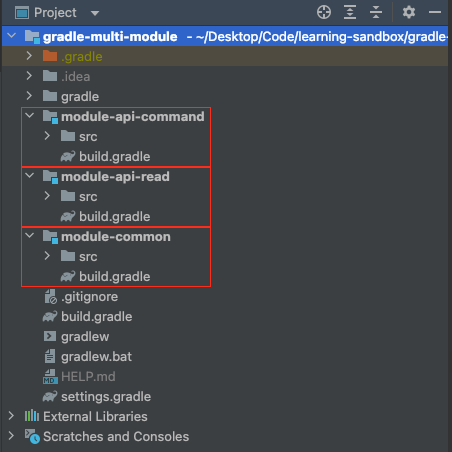 Project
gradle-multi-module - ~/Desktop/Code/learning-sandbox/gradle-
.gradle
.idea
gradle
module-api-command
src
build.gradle
module-api-read
src
build.gradle
module-common
src
build.gradle
.gitignore
build.gradle
gradlew
gradlew.bat
MD HELP.md
settings.gradle
External Libraries
Scratches and Consoles